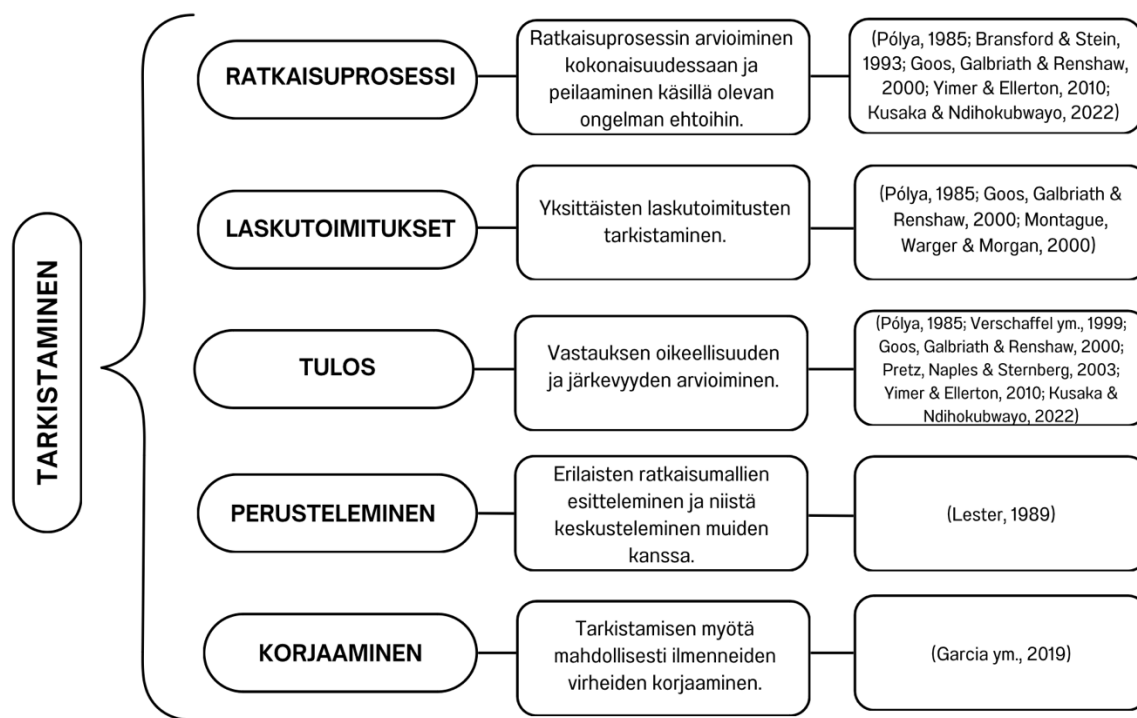 TARKISTAMINEN
RATKAISUPROSESSI
Ratkaisuprosessin arvioiminen
kokonaisuudessaan ja
peilaaminen käsillä olevan
ongelman ehtoihin.
(Pólya, 1985; Bransford & Stein,
1993; Goos, Galbriath & Renshaw,
2000; Yimer & Ellerton, 2010;
Kusaka & Ndihokubwayo, 2022)
LASKUTOIMITUKSET
Yksittäisten laskutoimitusten
tarkistaminen.
(Pólya, 1985; Goos, Galbriath &
Renshaw, 2000; Montague,
Warger & Morgan, 2000)
TULOS
Vastauksen oikeellisuuden
ja järkevyyden arvioiminen.
(Pólya, 1985; Verschaffel ym., 1999;
Goos, Galbriath & Renshaw, 2000;
Pretz, Naples & Sternberg, 2003;
Yimer & Ellerton, 2010; Kusaka &
Ndihokubwayo, 2022)
PERUSTELEMINEN
Erilaisten ratkaisumallien
esitteleminen ja niistä
keskusteleminen muiden
kanssa.
(Lester, 1989)
KORJAAMINEN
Tarkistamisen myötä
mahdollisesti ilmenneiden
virheiden korjaaminen.
(Garcia ym., 2019)